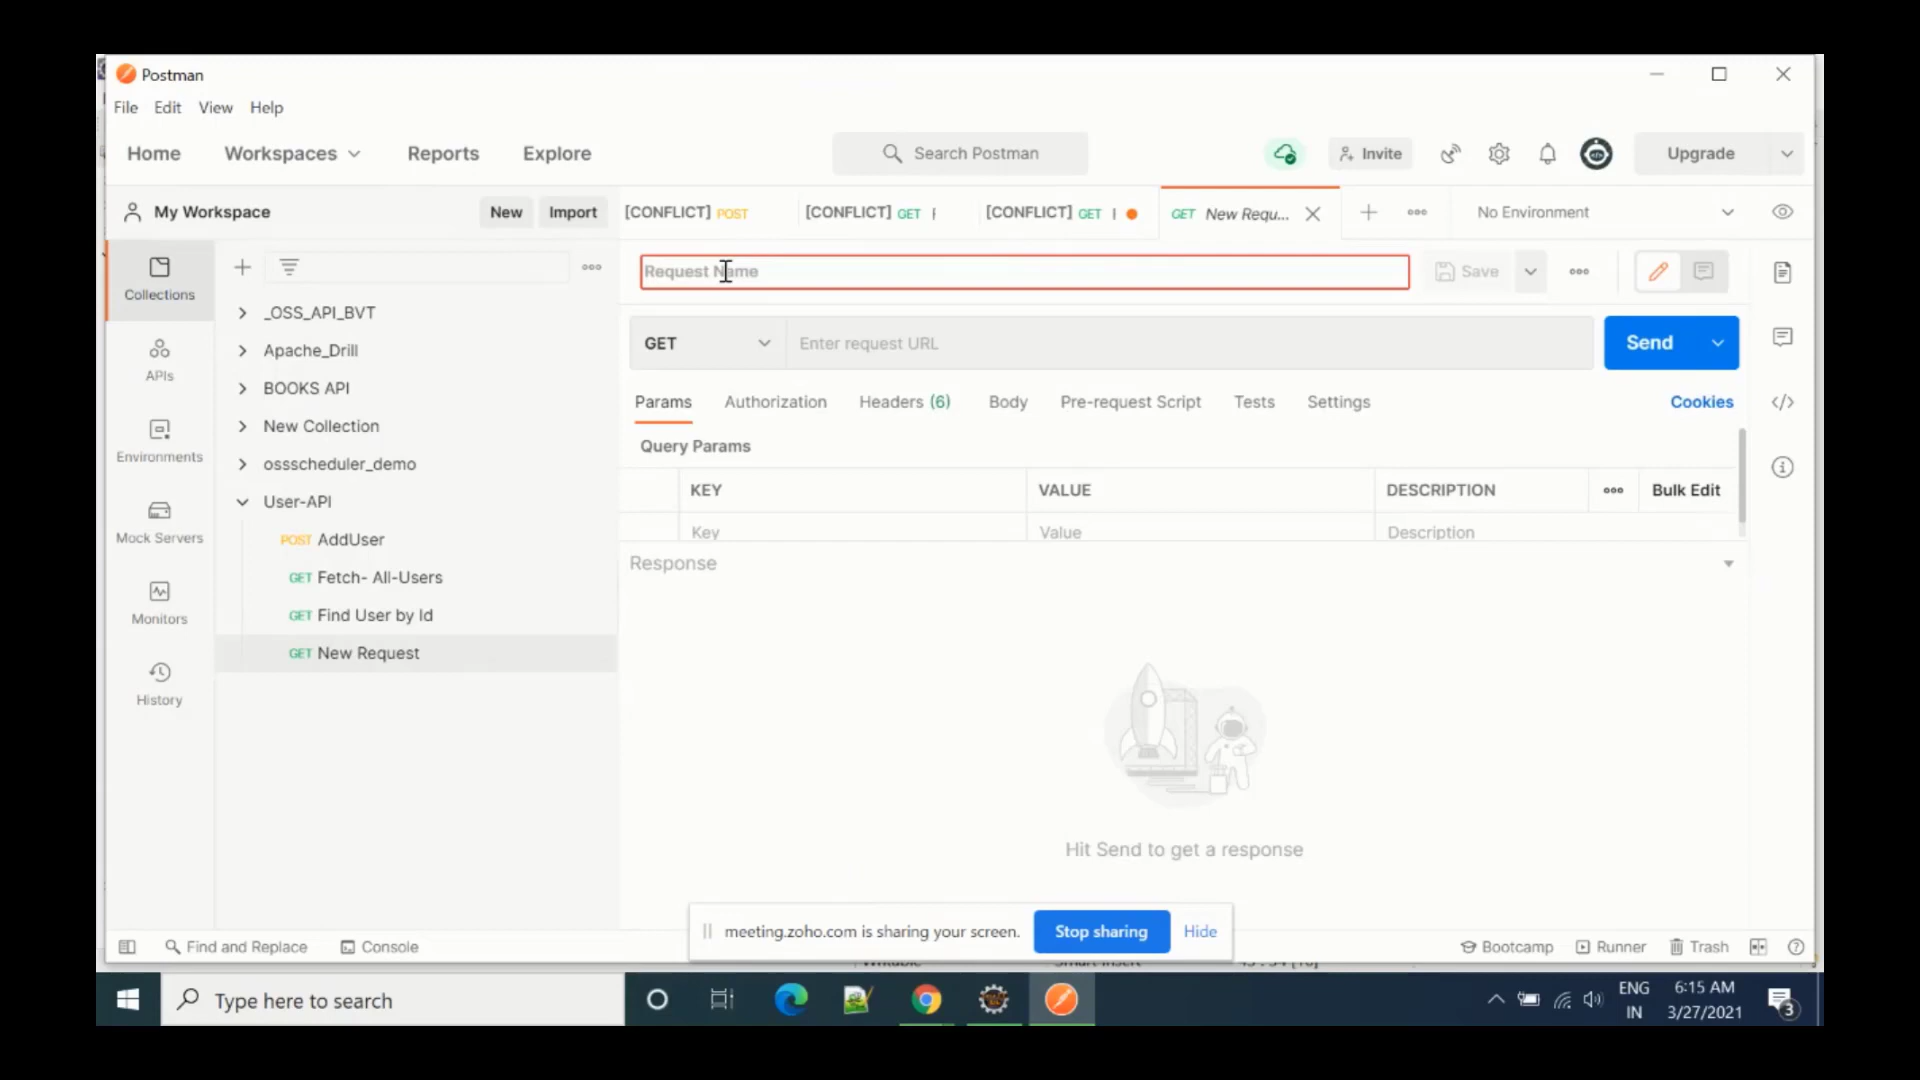 Postman
File Edit View Help
Home Workspaces Reports Explore Search Postman Invite Upgrade
My Workspace New Import [CONFLICT] POST [CONFLICT] GET [CONFLICT] GET GET New Requ... No Environment
Request Name Save
Collections
_OSS_API_BVT
GET Enter request URL Send
Apache_Drill
APIs
BOOKS API
Params Authorization Headers (6) Body Pre-request Script Tests Settings Cookies
New Collection
Query Params
Environments
ossscheduler_demo
KEY VALUE DESCRIPTION ooo Bulk Edit
User-API
Key Value Description
Mock Servers
POST AddUser
Response
GET Fetch- All-Users
Monitors
GET Find User by Id
GET New Request
History
Hit Send to get a response
meeting.zoho.com is sharing your screen. Stop sharing Hide
Find and Replace Console Bootcamp Runner Trash
Type here to search
ENG 6:15 AM
IN 3/27/2021
3